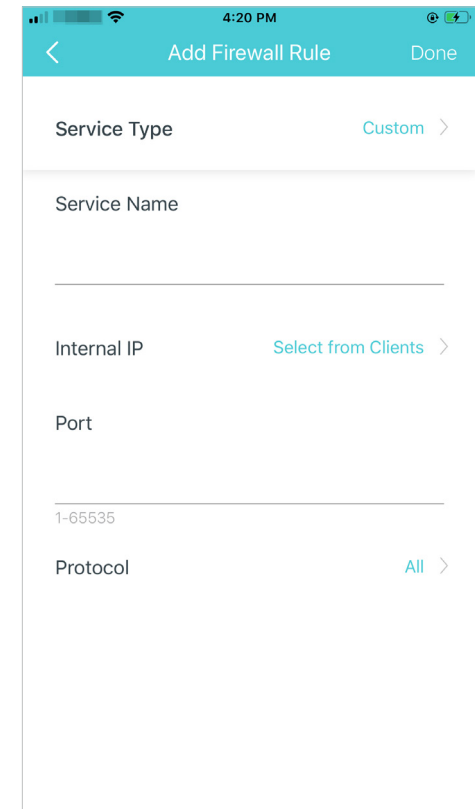 4:20 PM
Add Firewall Rule Done
Service Type Custom
Service Name
Internal IP Select from Clients
Port
1-65535
Protocol All